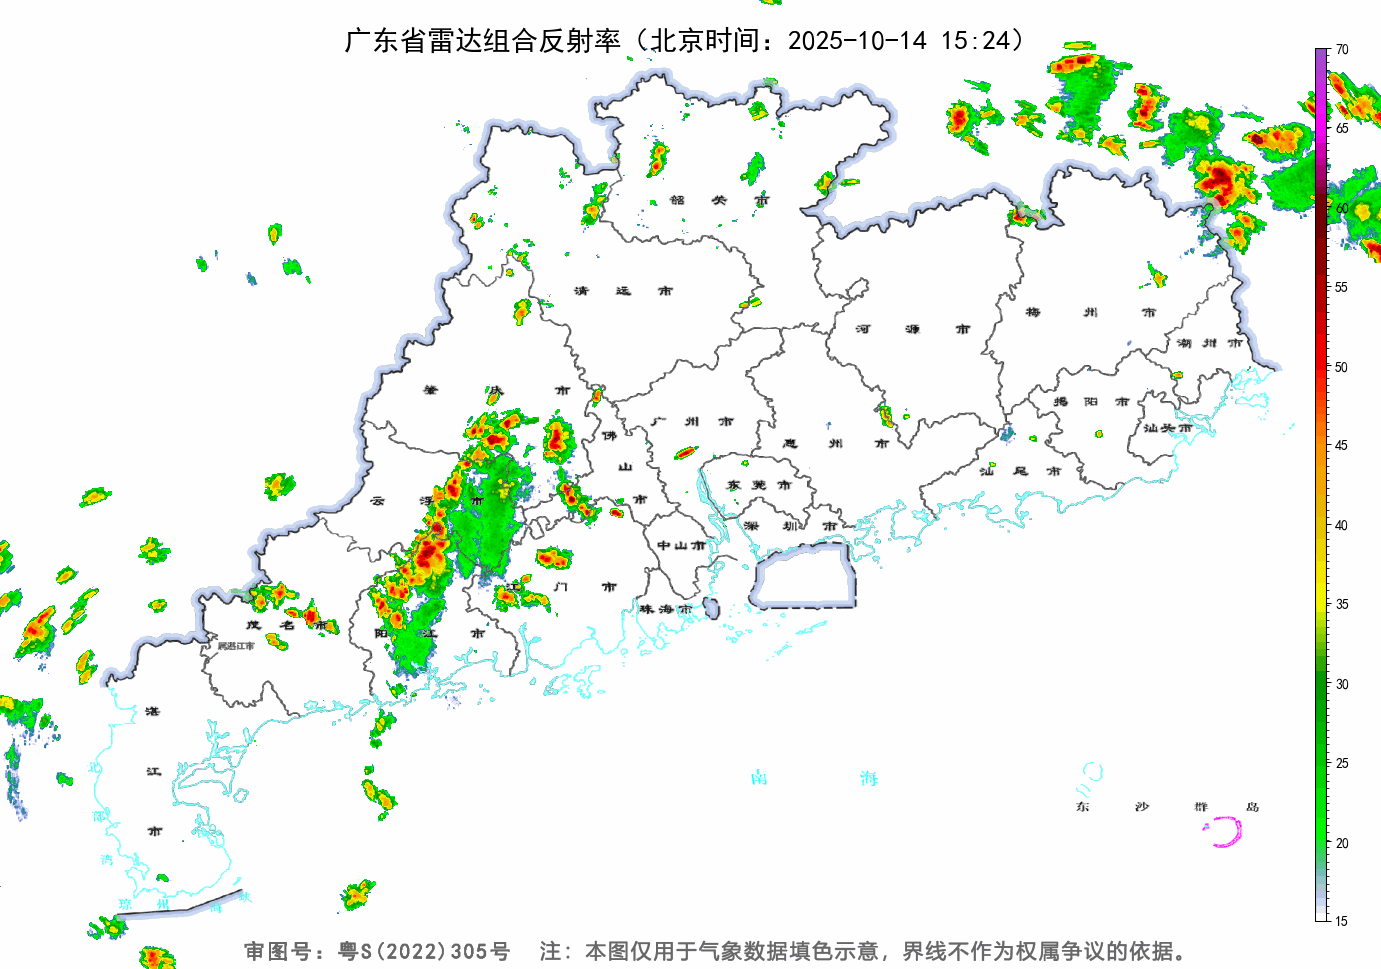 广东省雷达组合反射率（北京时间：2025-10-14 15:24）
70
65
60
55
50
45
40
35
30
25
20
15
韶关市
清远市
河源市
梅州市
潮州市
肇庆市
广州市
惠州市
揭阳市
汕头市
佛山市
云浮市
东莞市
汕尾市
深圳市
中山市
江门市
珠海市
茂名市
阳江市
属湛江市
湛江市
北部湾
南海
东沙群岛
琼州海峡
审图号：粤S(2022)305号 注：本图仅用于气象数据填色示意，界线不作为权属争议的依据。